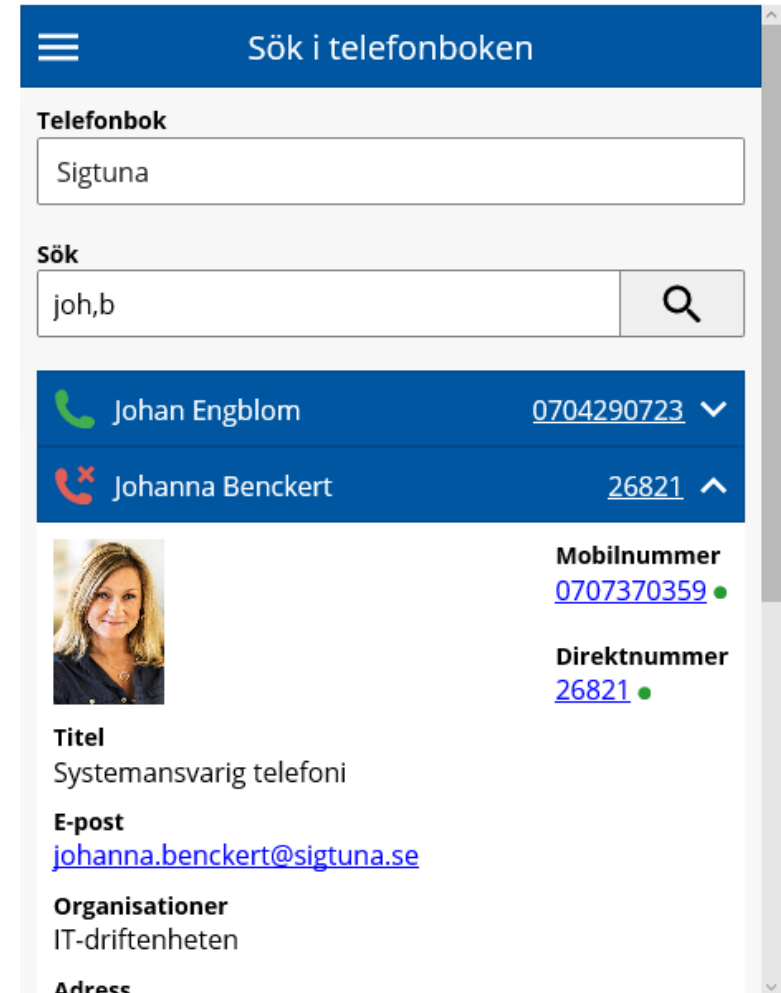 Sök i telefonboken
Telefonbok
Sigtuna
Sök
joh,b
Johan Engblom 0704290723
Johanna Benckert 26821
Mobilnummer
0707370359
Direktnummer
26821
Titel
Systemansvarig telefoni
E-post
johanna.benckert@sigtuna.se
Organisationer
IT-driftenheten
Adress